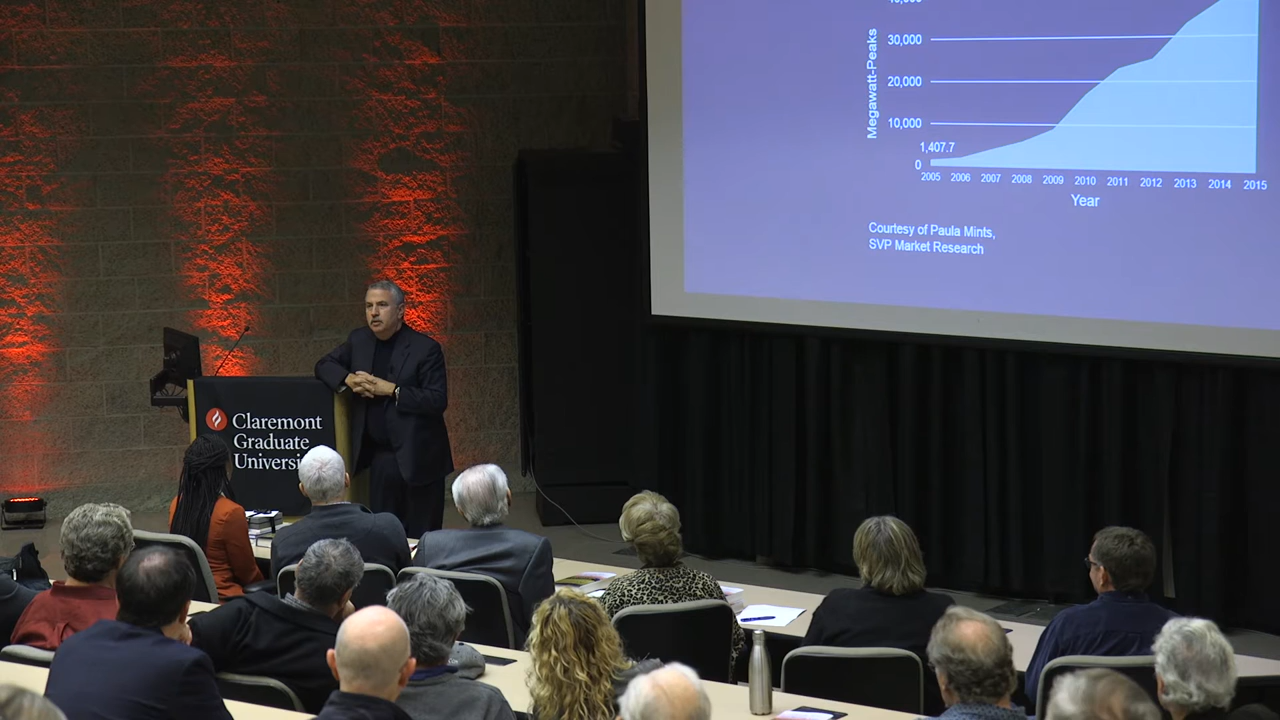 30,000
20,000
10,000
1,407.7
0
Megawatt-Peaks
2005 2006 2007 2008 2009 2010 2011 2012 2013 2014 2015
Year
Courtesy of Paula Mints,
SVP Market Research
Claremont
Graduate
Universi